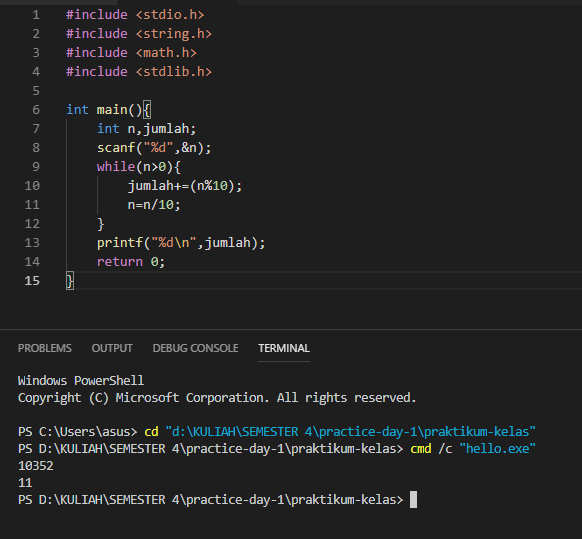 1 #include <stdio.h>
2 #include <string.h>
3 #include <math.h>
4 #include <stdlib.h>
5
6 int main(){
7 int n,jumlah;
8 scanf("%d",&n);
9 while(n>0){
10 jumlah+=(n%10);
11 n=n/10;
12 }
13 printf("%d\n",jumlah);
14 return 0;
15 }
PROBLEMS OUTPUT DEBUG CONSOLE TERMINAL
Windows PowerShell
Copyright (C) Microsoft Corporation. All rights reserved.
PS C:\Users\asus> cd "d:\KULIAH\SEMESTER 4\practice-day-1\praktikum-kelas"
PS D:\KULIAH\SEMESTER 4\practice-day-1\praktikum-kelas> cmd /c "hello.exe"
10352
11
PS D:\KULIAH\SEMESTER 4\practice-day-1\praktikum-kelas>